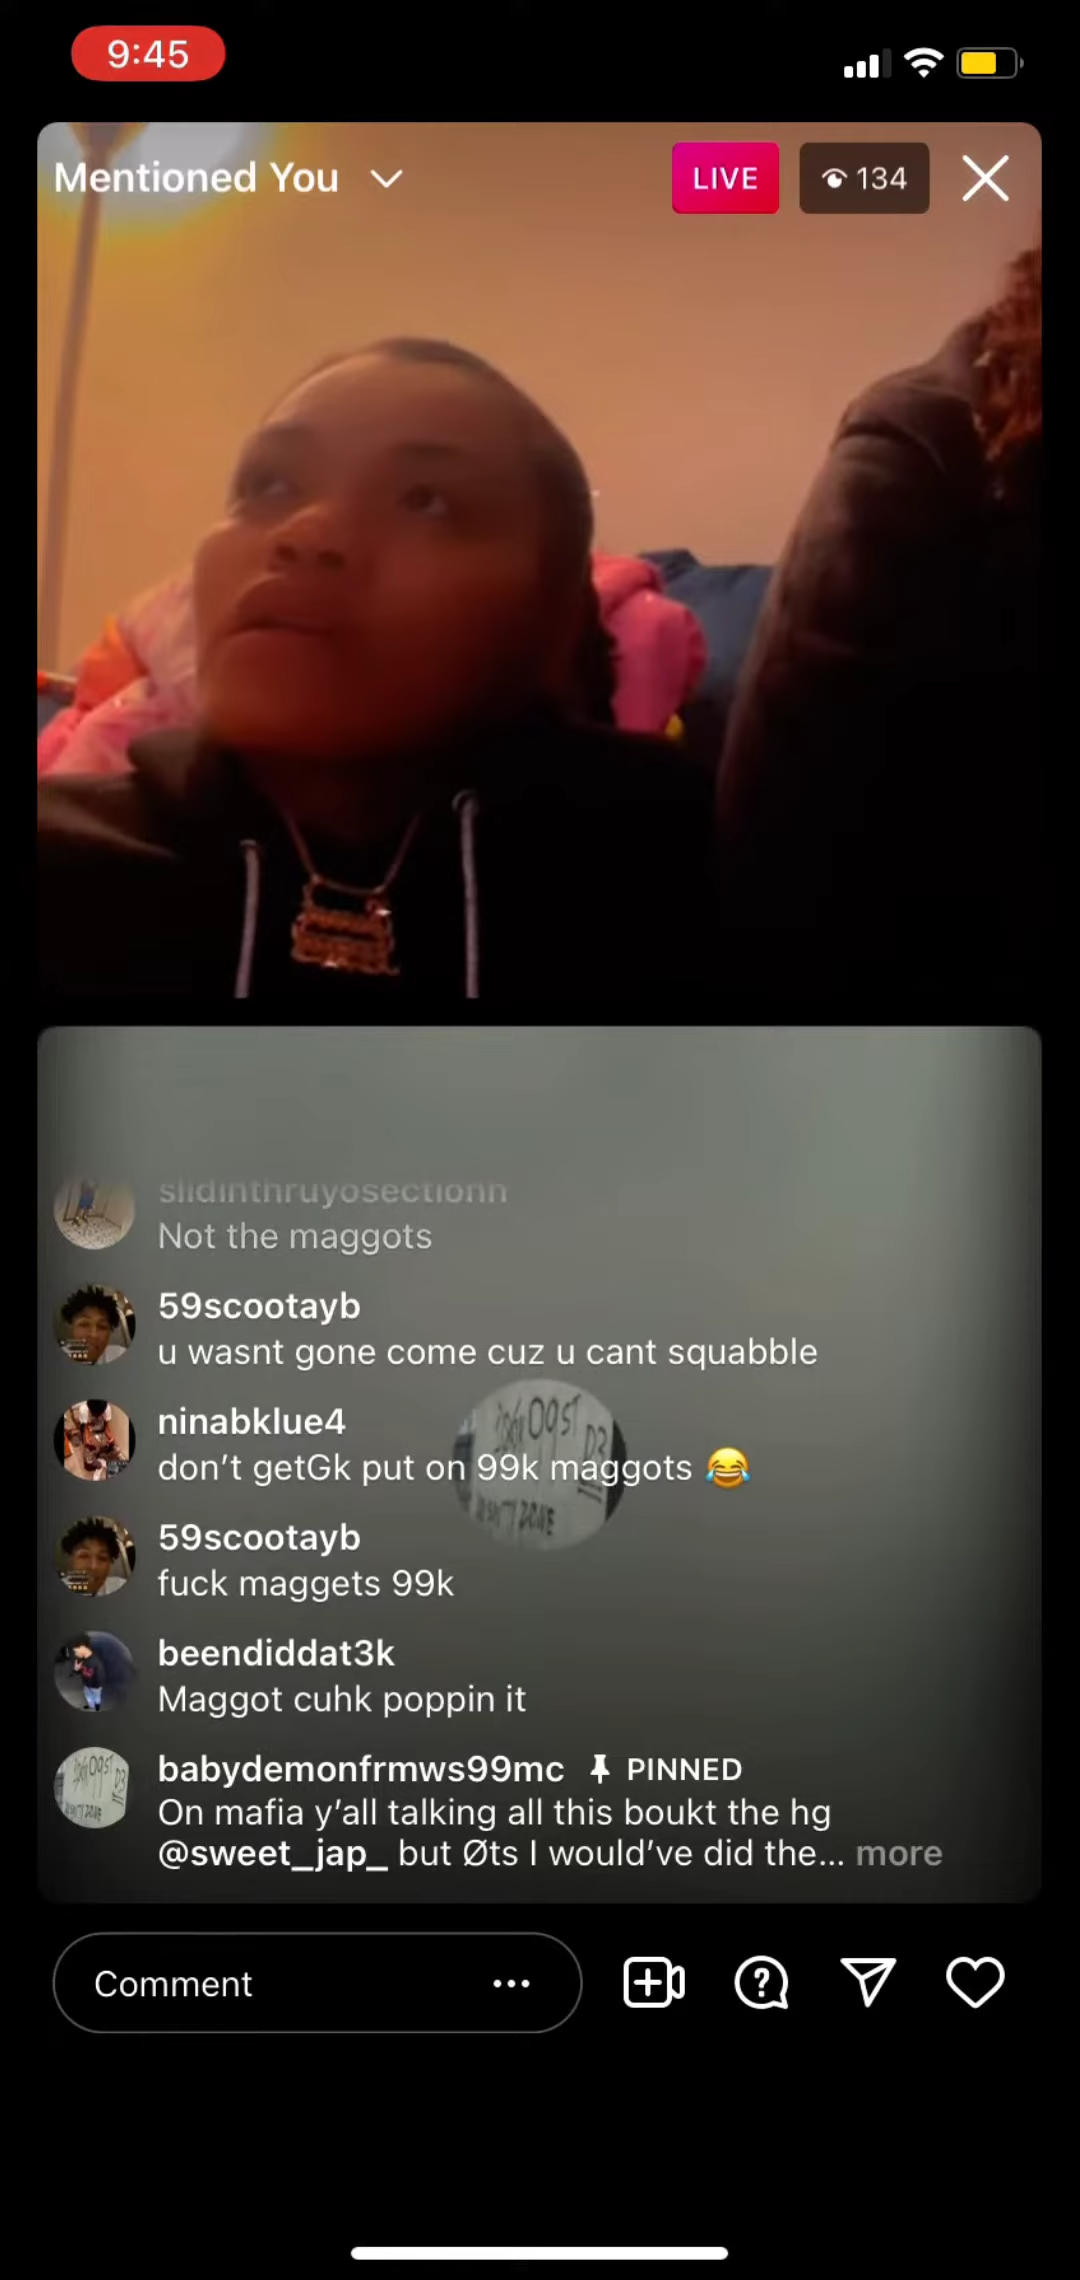 9:45
Mentioned You
LIVE
134
slidinthruyosectionn
Not the maggots
59scootayb
u wasnt gone come cuz u cant squabble
ninabklue4
don't getGk put on 99k maggots 😂
59scootayb
fuck maggets 99k
beendiddat3k
Maggot cuhk poppin it
babydemonfrmws99mc PINNED
On mafia y'all talking all this boukt the hg
@sweet_jap_ but Øts I would've did the... more
Comment